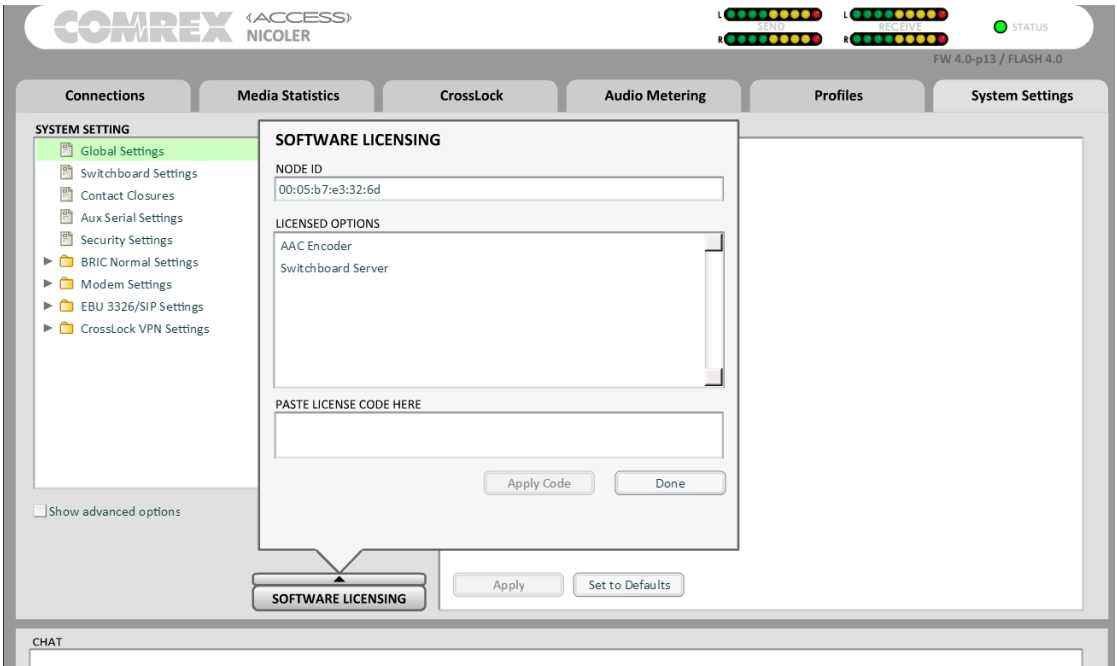 COMREX ‹ACCESS›
NICOLER
L SEND L RECEIVE STATUS
R R
FW 4.0-p13 / FLASH 4.0
Connections Media Statistics CrossLock Audio Metering Profiles System Settings
SYSTEM SETTING
Global Settings
Switchboard Settings
Contact Closures
Aux Serial Settings
Security Settings
BRIC Normal Settings
Modem Settings
EBU 3326/SIP Settings
CrossLock VPN Settings
Show advanced options
SOFTWARE LICENSING
NODE ID
00:05:b7:e3:32:6d
LICENSED OPTIONS
AAC Encoder
Switchboard Server
PASTE LICENSE CODE HERE
Apply Code Done
SOFTWARE LICENSING
Apply Set to Defaults
CHAT